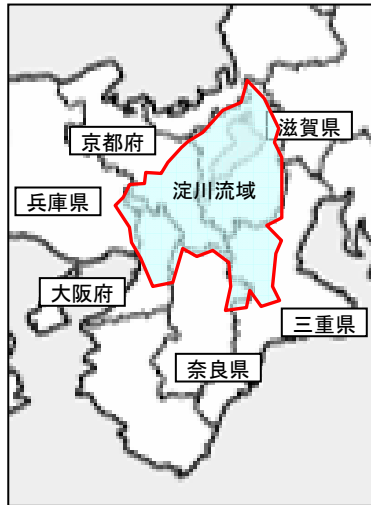 京都府
滋賀県
兵庫県
淀川流域
大阪府
三重県
奈良県